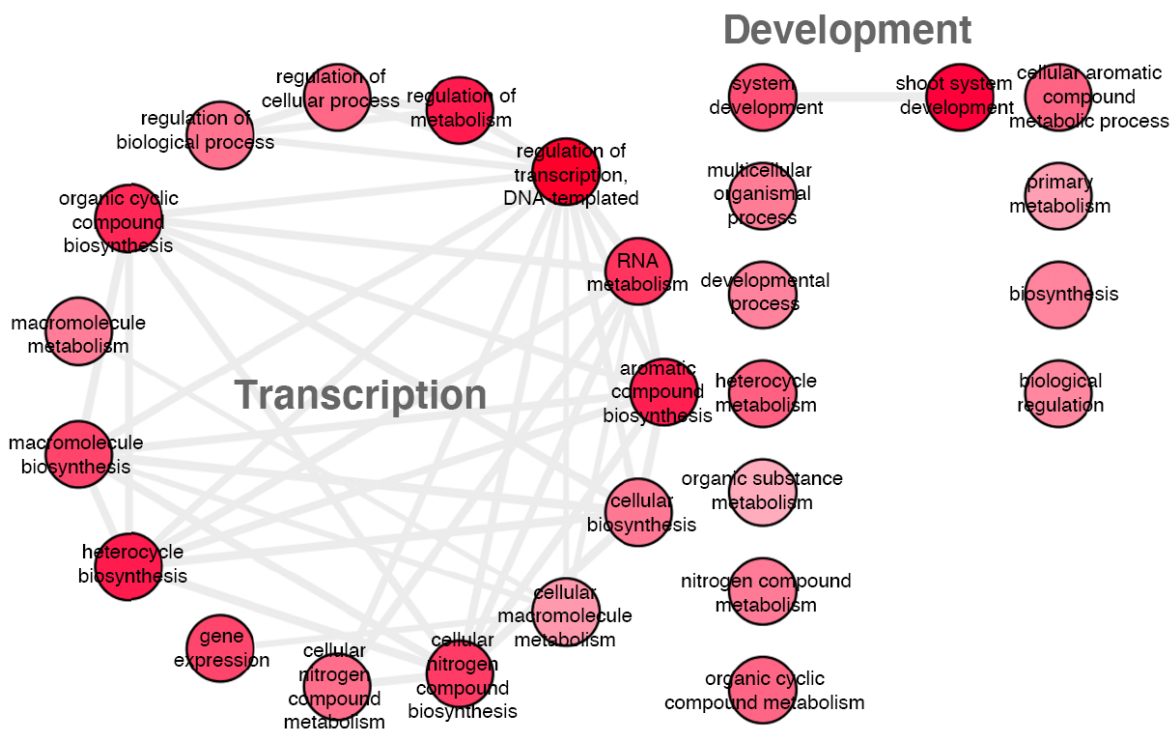 Development
regulation of
cellular process
regulation of
metabolism
regulation of
biological process
regulation of
transcription,
DNA-templated
organic cyclic
compound
biosynthesis
RNA
metabolism
macromolecule
metabolism
Transcription
aromatic
compound
biosynthesis
macromolecule
biosynthesis
cellular
biosynthesis
heterocycle
biosynthesis
cellular
macromolecule
metabolism
gene
expression
cellular
nitrogen
compound
metabolism
cellular
nitrogen
compound
biosynthesis
system
development
shoot system
development
cellular aromatic
compound
metabolic process
multicellular
organismal
process
primary
metabolism
developmental
process
biosynthesis
heterocycle
metabolism
biological
regulation
organic substance
metabolism
nitrogen compound
metabolism
organic cyclic
compound metabolism